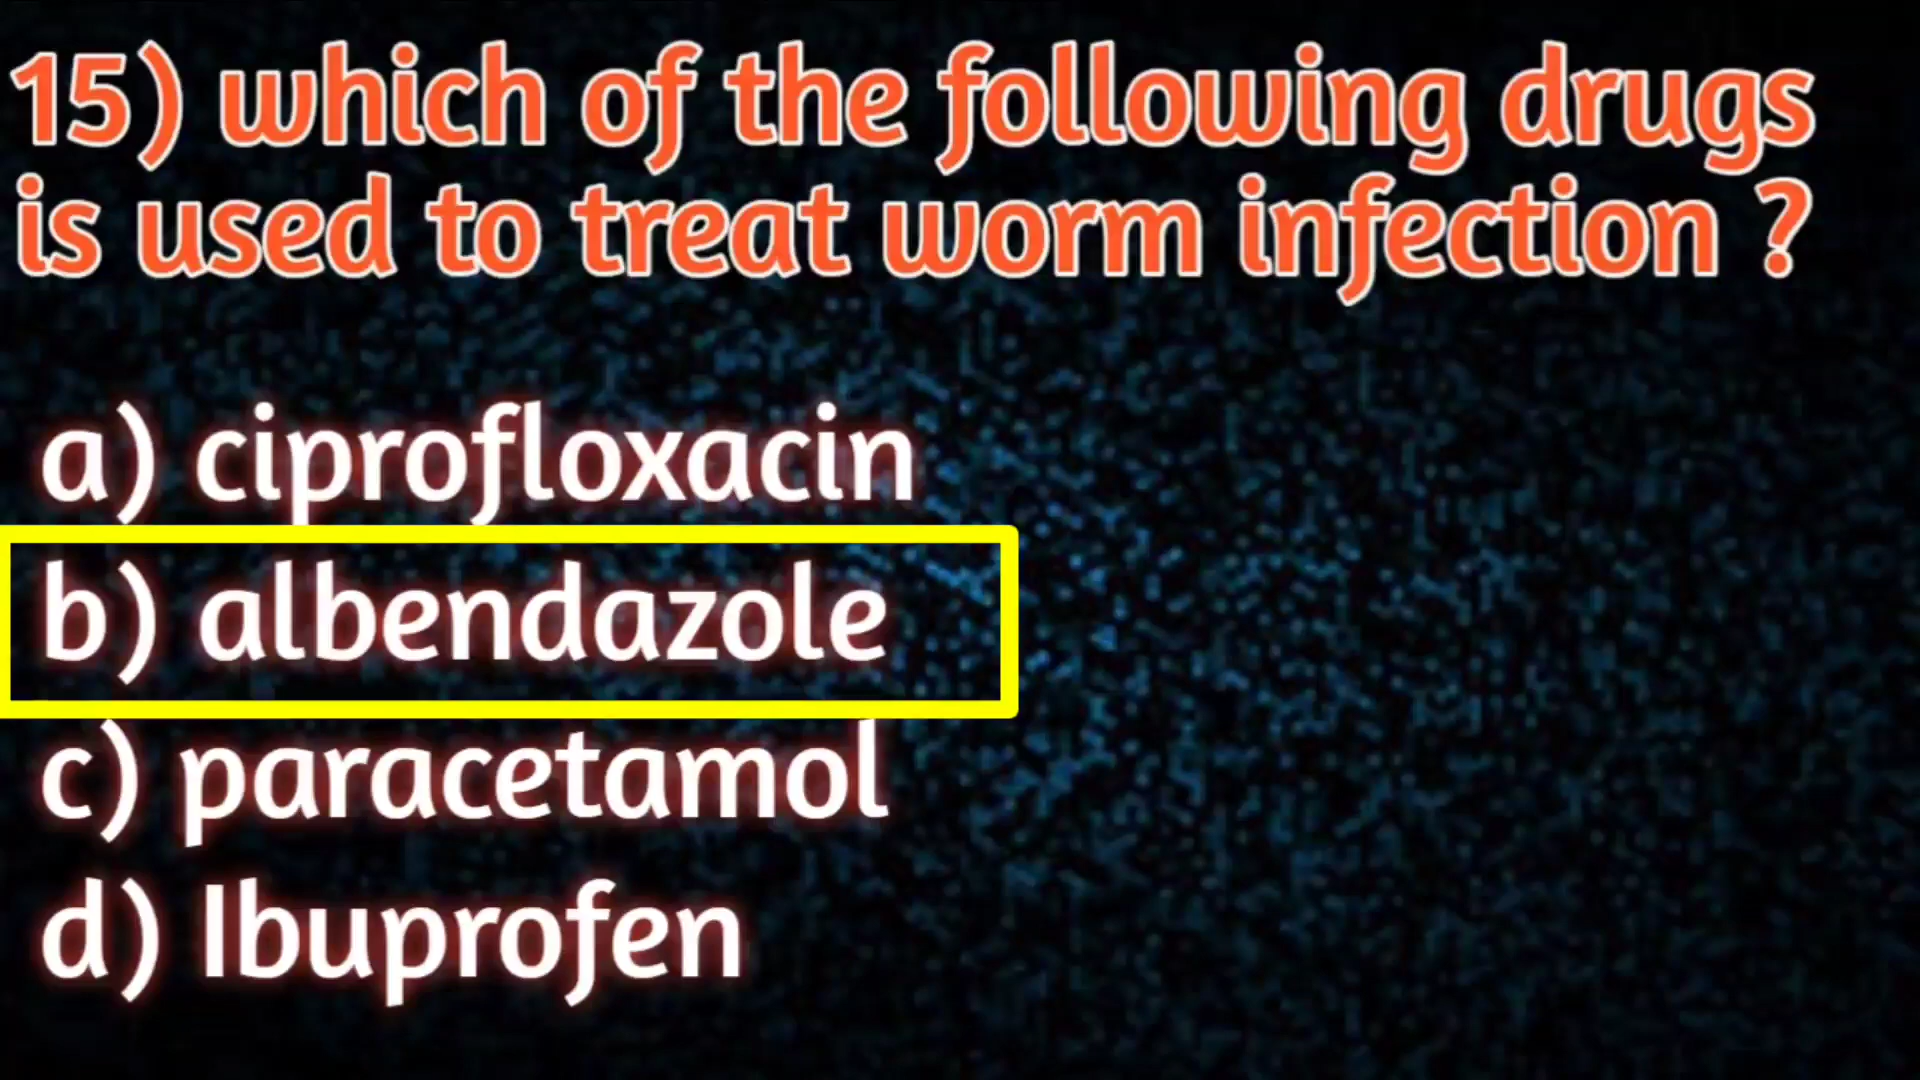 15) which of the following drugs
is used to treat worm infection ?
a) ciprofloxacin
b) albendazole
c) paracetamol
d) Ibuprofen